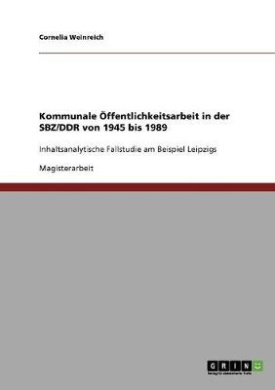 Cornelia Weinreich
Kommunale Öffentlichkeitsarbeit in der
SBZ/DDR von 1945 bis 1989
Inhaltsanalytische Fallstudie am Beispiel Leipzigs
Magisterarbeit
GRIN